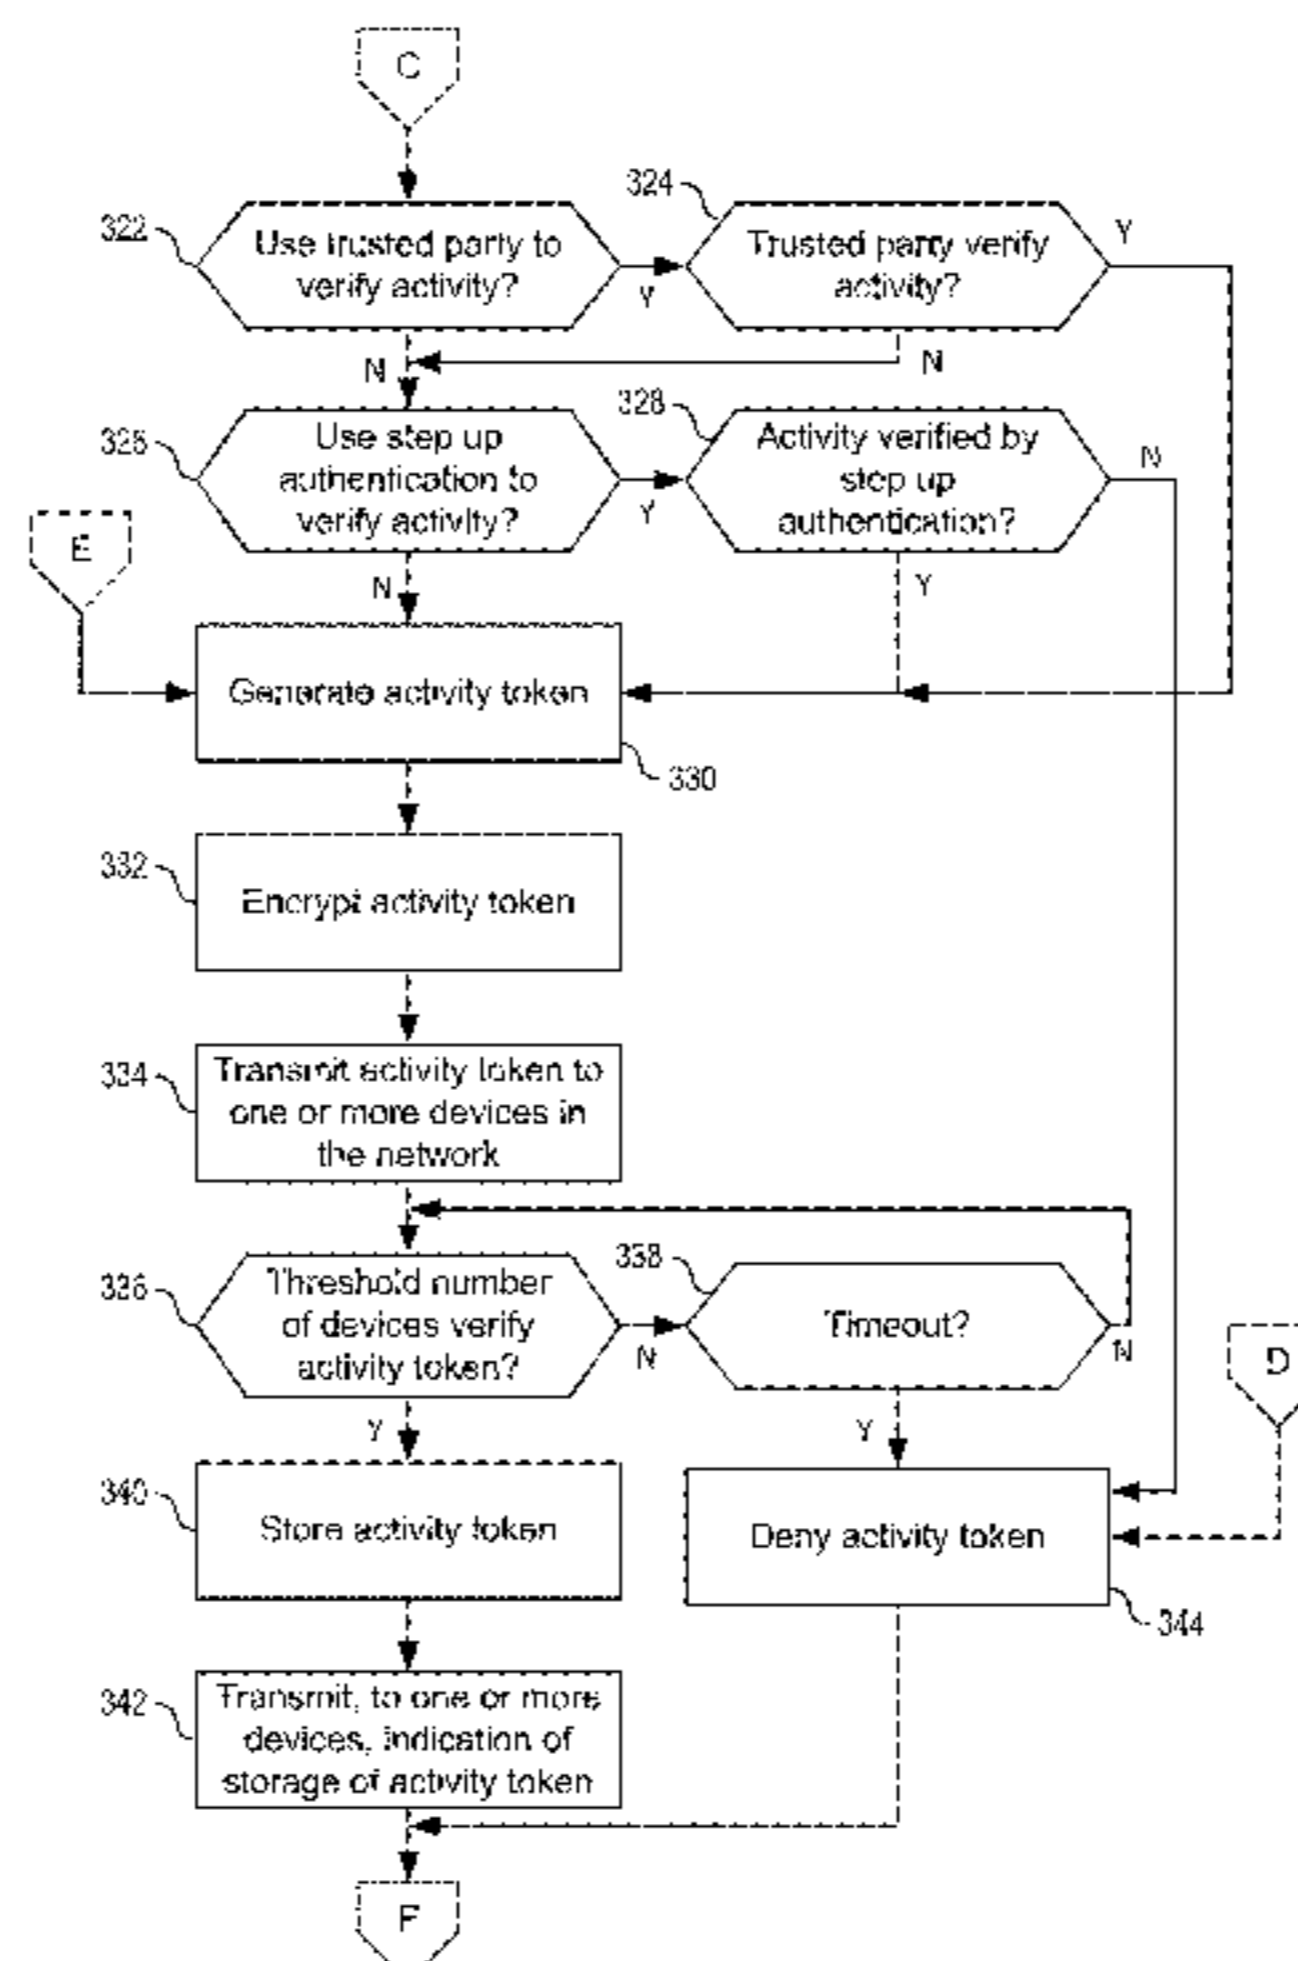 C
322
Use trusted party to
verify activity?
Y
324
Trusted party verify
activity?
Y
N
N
326
Use step up
authentication to
verify activity?
Y
328
Activity verified by
step up
authentication?
N
E
N
Y
Generate activity token
330
332
Encrypt activity token
334
Transmit activity token to
one or more devices in
the network
336
Threshold number
of devices verify
activity token?
N
338
Timeout?
N
D
Y
Y
340
Store activity token
Deny activity token
344
342
Transmit, to one or more
devices, indication of
storage of activity token
F